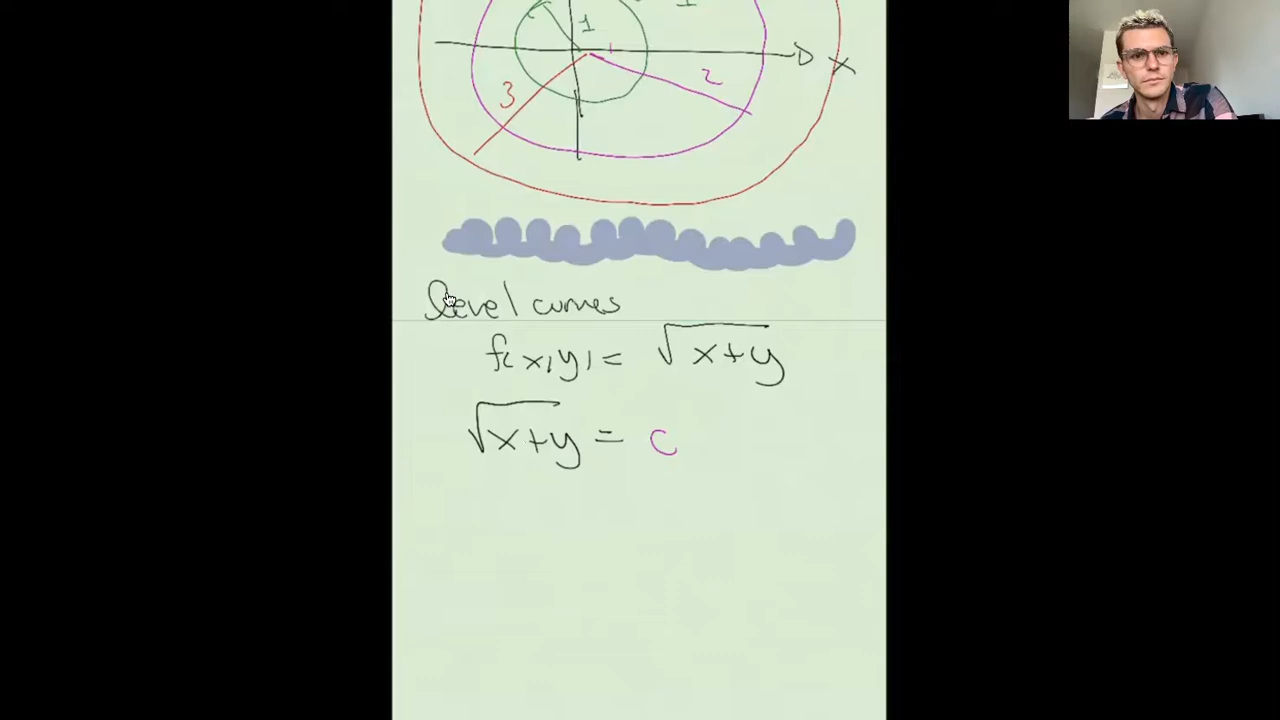 1 1
X
3 2
level curves
f(x,y)= √x+y
√x+y = c